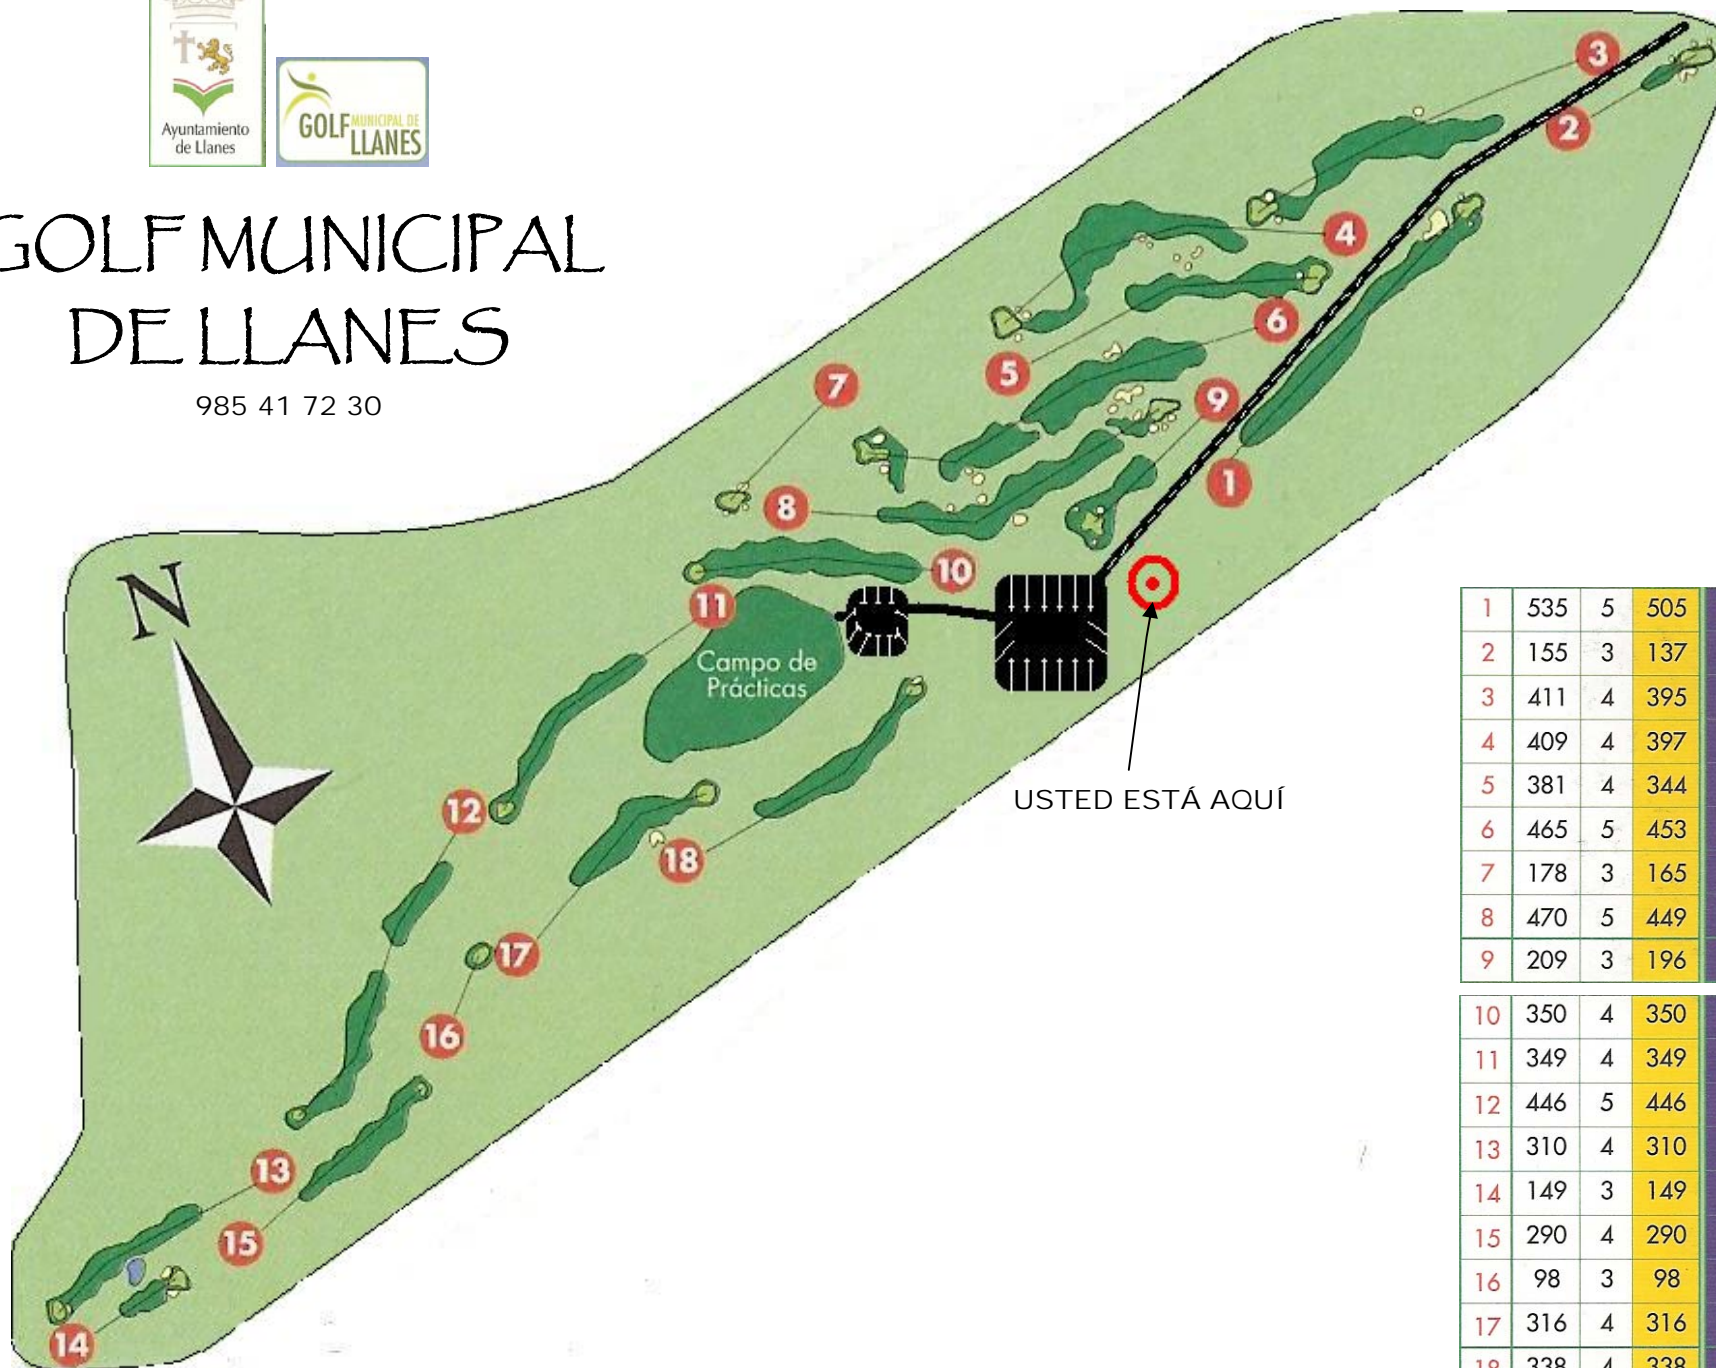 Ayuntamiento
de Llanes
GOLF MUNICIPAL DE
LLANES
GOLF MUNICIPAL
DE LLANES
985 41 72 30
N
3
2
4
6
5
7
9
1
8
10
11
Campo de
Prácticas
12
18
17
16
13
15
14
USTED ESTÁ AQUÍ
1 535 5 505
2 155 3 137
3 411 4 395
4 409 4 397
5 381 4 344
6 465 5 453
7 178 3 165
8 470 5 449
9 209 3 196
10 350 4 350
11 349 4 349
12 446 5 446
13 310 4 310
14 149 3 149
15 290 4 290
16 98 3 98
17 316 4 316
18 338 4 338